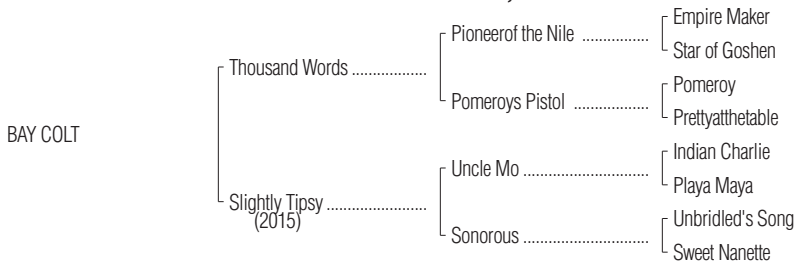 Empire Maker
Pioneerof the Nile ................
Star of Goshen
Thousand Words ..................
Pomeroy
Pomeroys Pistol ..................
Prettyatthetable
BAY COLT
Indian Charlie
Uncle Mo ..............................
Playa Maya
Slightly Tipsy ........................
(2015)
Unbridled's Song
Sonorous ..............................
Sweet Nanette